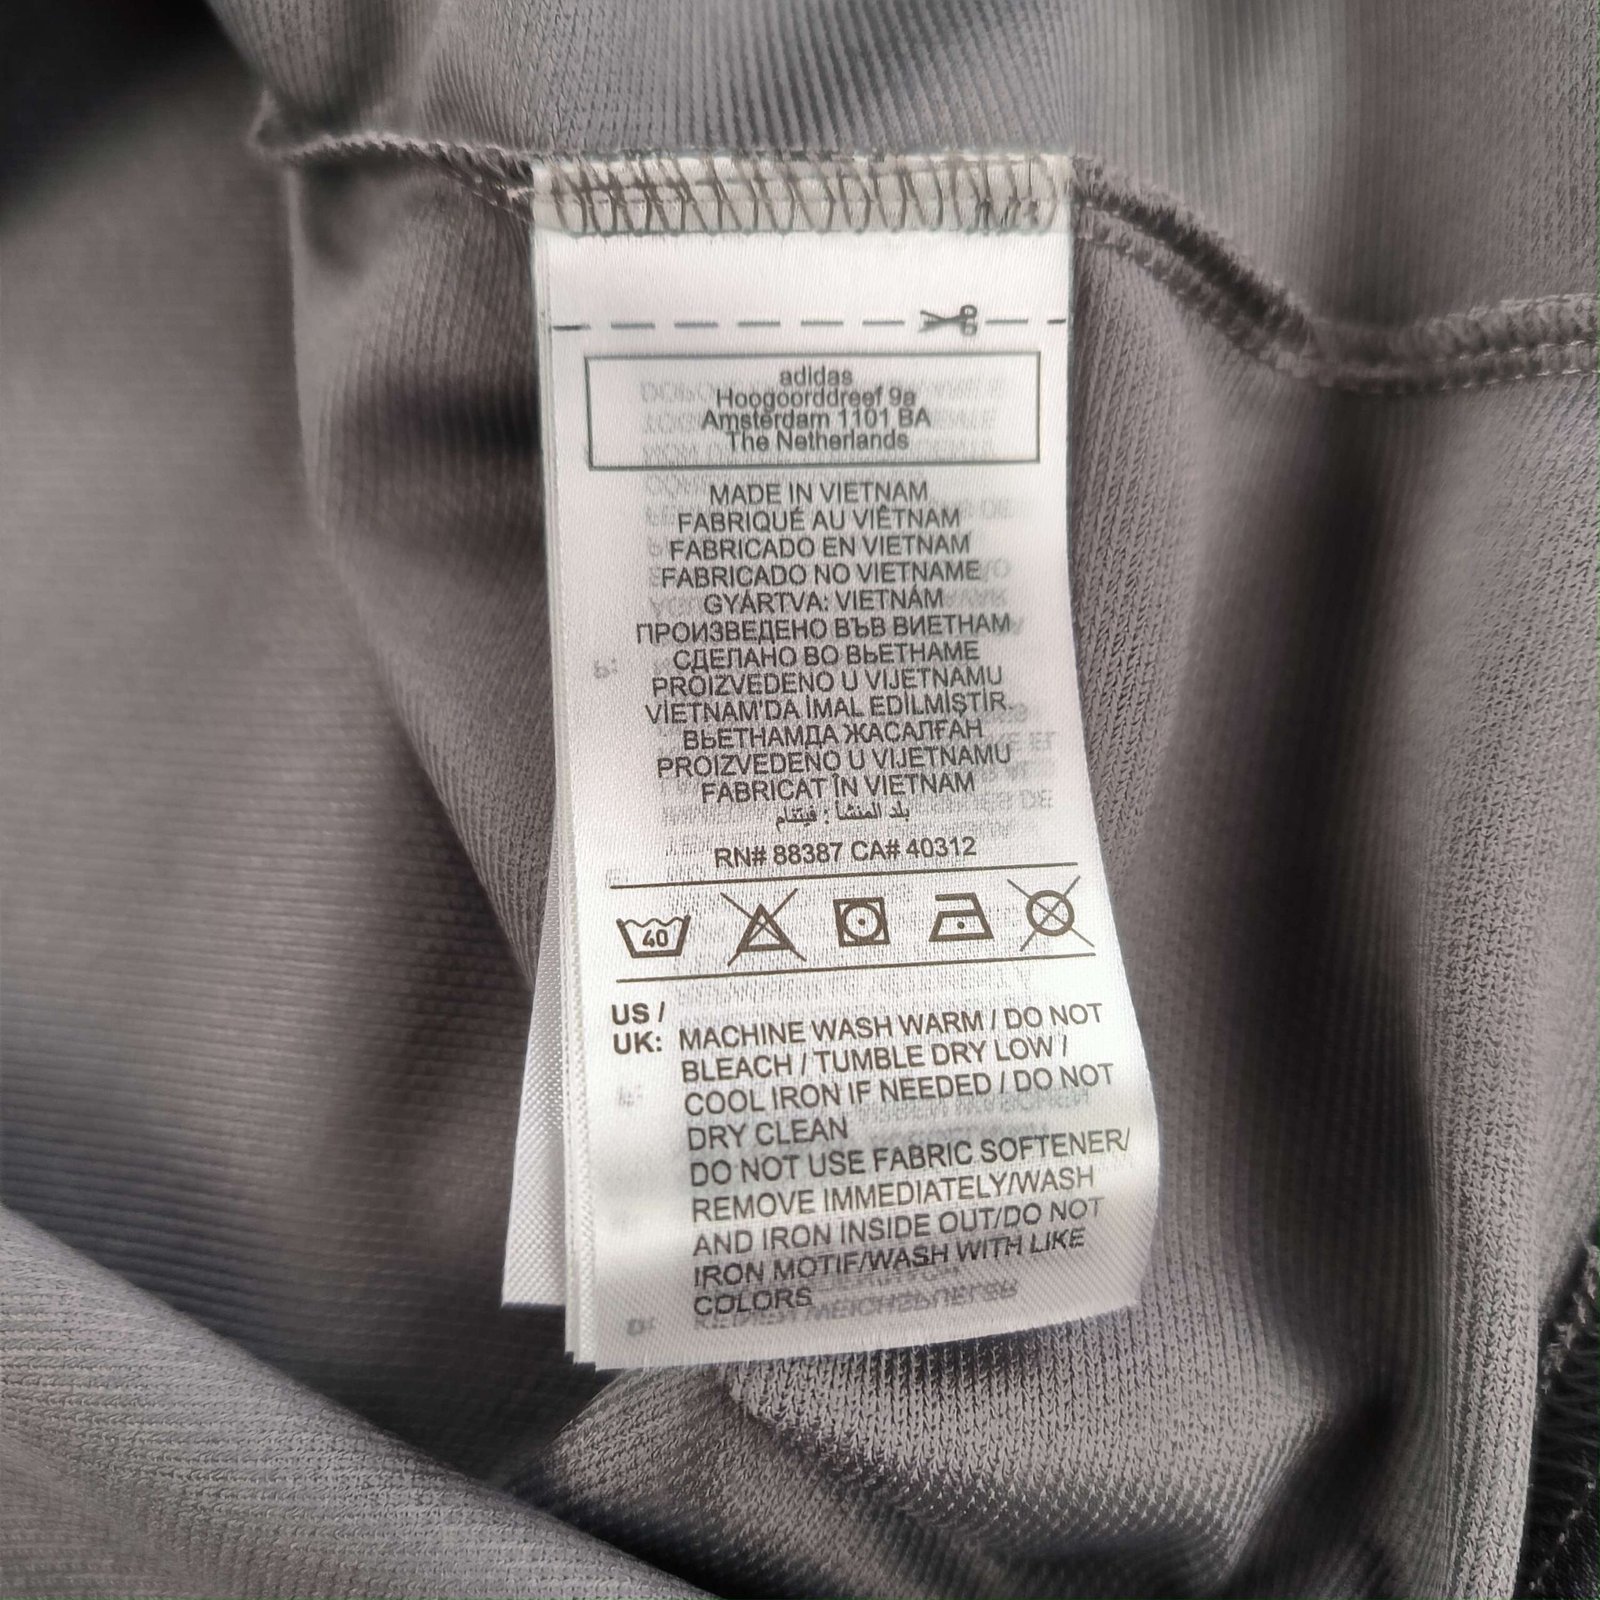 adidas
Hoogoorddreef 9a
Amsterdam 1101 BA
The Netherlands
MADE IN VIETNAM
FABRIQUÉ AU VIÊTNAM
FABRICADO EN VIETNAM
FABRICADO NO VIETNAME
GYÁRTVA: VIETNÁM
ПРОИЗВЕДЕНО ВЪВ ВИЕТНАМ
СДЕЛАНО ВО ВЬЕТНАМЕ
PROIZVEDENO U VIJETNAMU
VİETNAM'DA İMAL EDİLMİŞTİR
ВЬЕТНАМДА ЖАСАЛҒАН
PROIZVEDENO U VIJETNAMU
FABRICAT ÎN VIETNAM
بلد المنشأ : فيتنام
RN# 88387 CA# 40312
40
US /
UK: MACHINE WASH WARM / DO NOT
BLEACH / TUMBLE DRY LOW /
COOL IRON IF NEEDED / DO NOT
DRY CLEAN
DO NOT USE FABRIC SOFTENER/
REMOVE IMMEDIATELY/WASH
AND IRON INSIDE OUT/DO NOT
IRON MOTIF/WASH WITH LIKE
COLORS